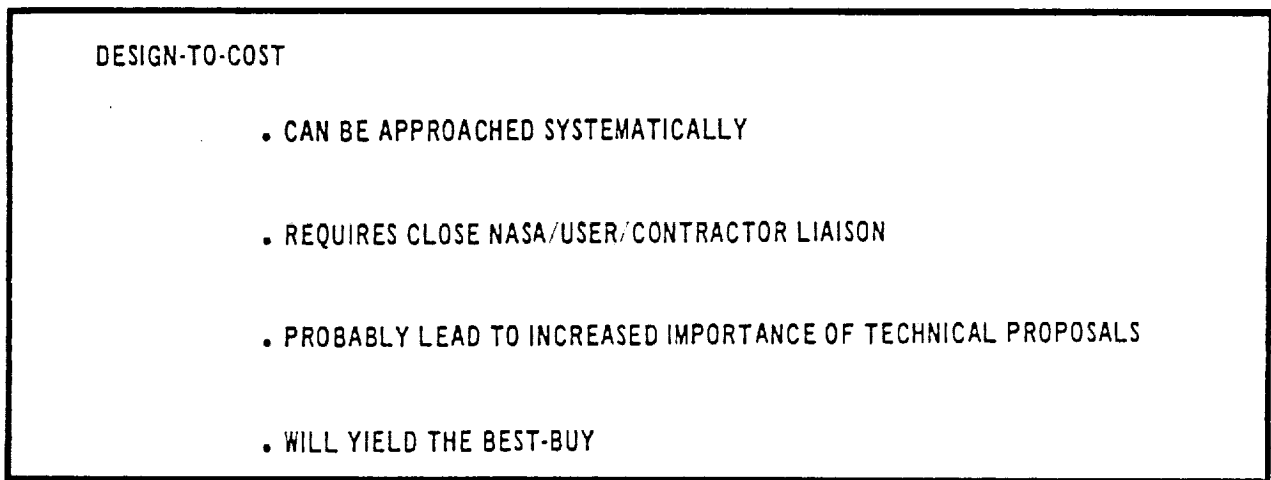 DESIGN-TO-COST
• CAN BE APPROACHED SYSTEMATICALLY
• REQUIRES CLOSE NASA/USER/CONTRACTOR LIAISON
• PROBABLY LEAD TO INCREASED IMPORTANCE OF TECHNICAL PROPOSALS
• WILL YIELD THE BEST-BUY